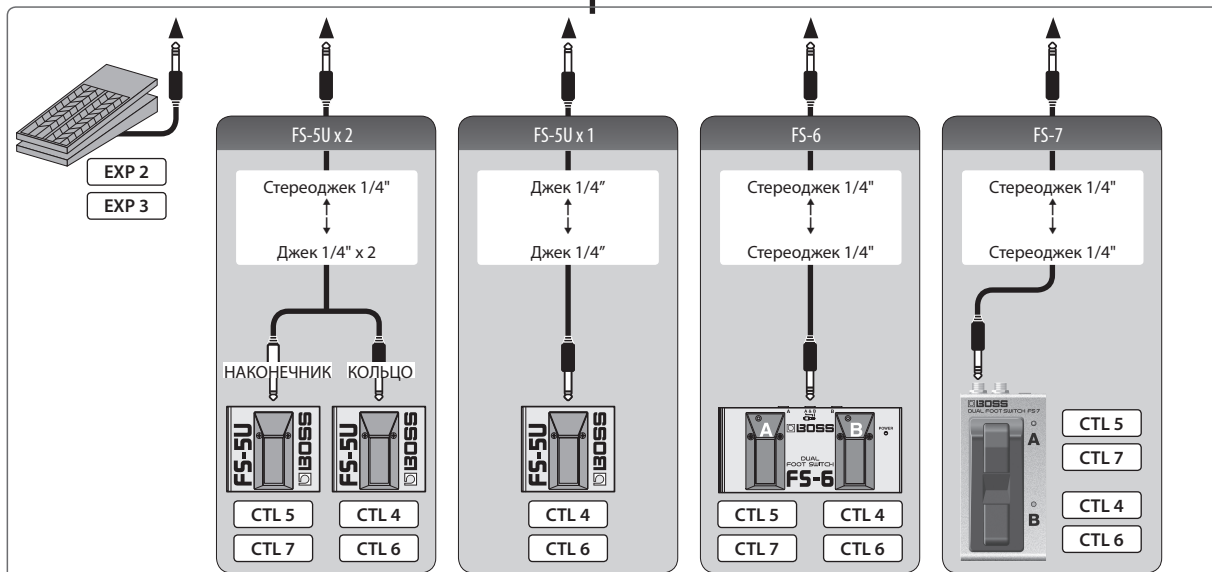 EXP 2
EXP 3
FS-5U x 2
Стереоджек 1/4"
Джек 1/4" x 2
НАКОНЕЧНИК
КОЛЬЦО
FS-5U
BOSS
FS-5U
BOSS
CTL 5
CTL 4
CTL 7
CTL 6
FS-5U x 1
Джек 1/4”
Джек 1/4”
FS-5U
BOSS
CTL 4
CTL 6
FS-6
Стереоджек 1/4"
Стереоджек 1/4"
A
A & B
B
A
BOSS
B
POWER
DUAL
FOOT SWITCH
FS-6
CTL 5
CTL 4
CTL 7
CTL 6
FS-7
Стереоджек 1/4"
Стереоджек 1/4"
BOSS
DUAL FOOT SWITCH FS-7
A
B
CTL 5
CTL 7
CTL 4
CTL 6